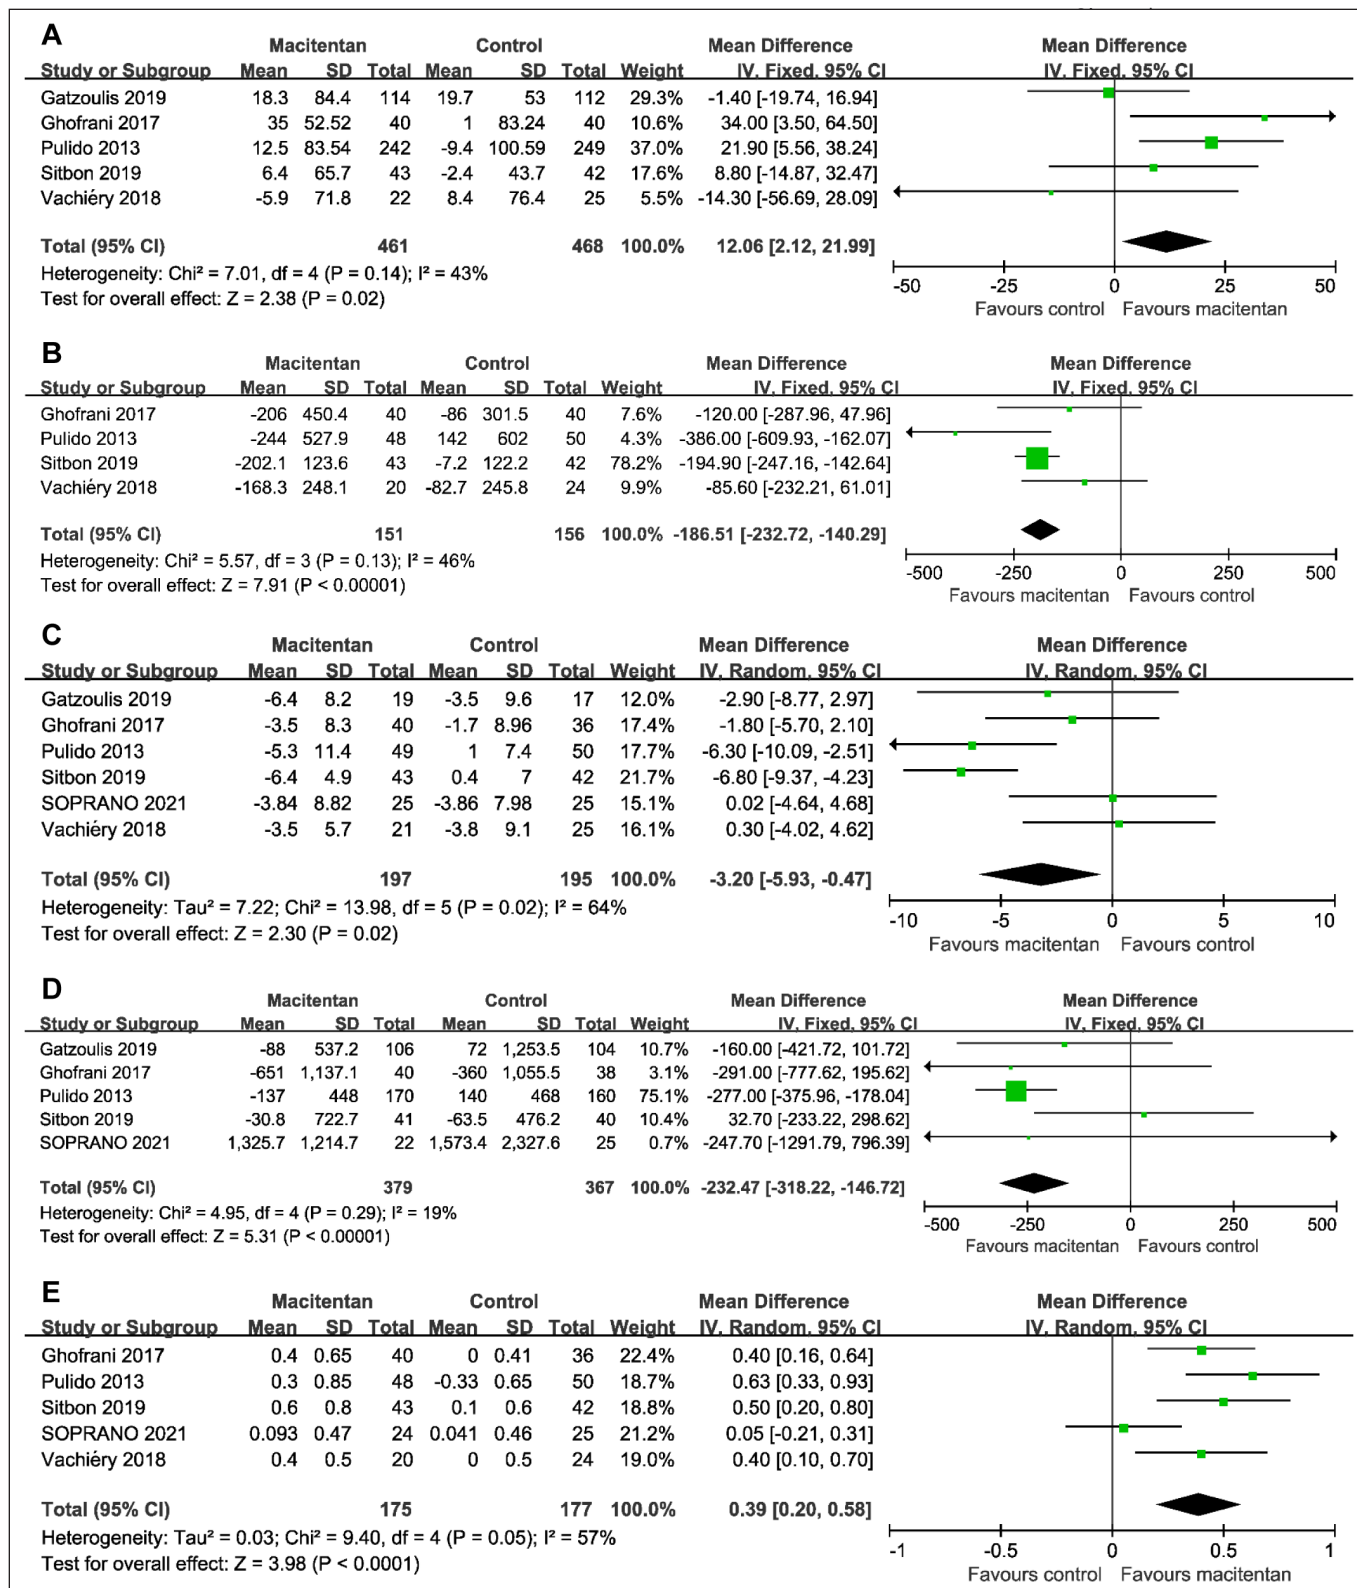 A
Macitentan Control Mean Difference Mean Difference
Study or Subgroup Mean SD Total Mean SD Total Weight IV, Fixed, 95% CI IV, Fixed, 95% CI
Gatzoulis 2019 18.3 84.4 114 19.7 53 112 29.3% -1.40 [-19.74, 16.94]
Ghofrani 2017 35 52.52 40 1 83.24 40 10.6% 34.00 [3.50, 64.50]
Pulido 2013 12.5 83.54 242 -9.4 100.59 249 37.0% 21.90 [5.56, 38.24]
Sitbon 2019 6.4 65.7 43 -2.4 43.7 42 17.6% 8.80 [-14.87, 32.47]
Vachiéry 2018 -5.9 71.8 22 8.4 76.4 25 5.5% -14.30 [-56.69, 28.09]
Total (95% CI) 461 468 100.0% 12.06 [2.12, 21.99]
Heterogeneity: Chi² = 7.01, df = 4 (P = 0.14); I² = 43%
Test for overall effect: Z = 2.38 (P = 0.02)
-50 -25 0 25 50
Favours control Favours macitentan
B
Macitentan Control Mean Difference Mean Difference
Study or Subgroup Mean SD Total Mean SD Total Weight IV, Fixed, 95% CI IV, Fixed, 95% CI
Ghofrani 2017 -206 450.4 40 -86 301.5 40 7.6% -120.00 [-287.96, 47.96]
Pulido 2013 -244 527.9 48 142 602 50 4.3% -386.00 [-609.93, -162.07]
Sitbon 2019 -202.1 123.6 43 -7.2 122.2 42 78.2% -194.90 [-247.16, -142.64]
Vachiéry 2018 -168.3 248.1 20 -82.7 245.8 24 9.9% -85.60 [-232.21, 61.01]
Total (95% CI) 151 156 100.0% -186.51 [-232.72, -140.29]
Heterogeneity: Chi² = 5.57, df = 3 (P = 0.13); I² = 46%
Test for overall effect: Z = 7.91 (P < 0.00001)
-500 -250 0 250 500
Favours macitentan Favours control
C
Macitentan Control Mean Difference Mean Difference
Study or Subgroup Mean SD Total Mean SD Total Weight IV, Random, 95% CI IV, Random, 95% CI
Gatzoulis 2019 -6.4 8.2 19 -3.5 9.6 17 12.0% -2.90 [-8.77, 2.97]
Ghofrani 2017 -3.5 8.3 40 -1.7 8.96 36 17.4% -1.80 [-5.70, 2.10]
Pulido 2013 -5.3 11.4 49 1 7.4 50 17.7% -6.30 [-10.09, -2.51]
Sitbon 2019 -6.4 4.9 43 0.4 7 42 21.7% -6.80 [-9.37, -4.23]
SOPRANO 2021 -3.84 8.82 25 -3.86 7.98 25 15.1% 0.02 [-4.64, 4.68]
Vachiéry 2018 -3.5 5.7 21 -3.8 9.1 25 16.1% 0.30 [-4.02, 4.62]
Total (95% CI) 197 195 100.0% -3.20 [-5.93, -0.47]
Heterogeneity: Tau² = 7.22; Chi² = 13.98, df = 5 (P = 0.02); I² = 64%
Test for overall effect: Z = 2.30 (P = 0.02)
-10 -5 0 5 10
Favours macitentan Favours control
D
Macitentan Control Mean Difference Mean Difference
Study or Subgroup Mean SD Total Mean SD Total Weight IV, Fixed, 95% CI IV, Fixed, 95% CI
Gatzoulis 2019 -88 537.2 106 72 1,253.5 104 10.7% -160.00 [-421.72, 101.72]
Ghofrani 2017 -651 1,137.1 40 -360 1,055.5 38 3.1% -291.00 [-777.62, 195.62]
Pulido 2013 -137 448 170 140 468 160 75.1% -277.00 [-375.96, -178.04]
Sitbon 2019 -30.8 722.7 41 -63.5 476.2 40 10.4% 32.70 [-233.22, 298.62]
SOPRANO 2021 1,325.7 1,214.7 22 1,573.4 2,327.6 25 0.7% -247.70 [-1291.79, 796.39]
Total (95% CI) 379 367 100.0% -232.47 [-318.22, -146.72]
Heterogeneity: Chi² = 4.95, df = 4 (P = 0.29); I² = 19%
Test for overall effect: Z = 5.31 (P < 0.00001)
-500 -250 0 250 500
Favours macitentan Favours control
E
Macitentan Control Mean Difference Mean Difference
Study or Subgroup Mean SD Total Mean SD Total Weight IV, Random, 95% CI IV, Random, 95% CI
Ghofrani 2017 0.4 0.65 40 0 0.41 36 22.4% 0.40 [0.16, 0.64]
Pulido 2013 0.3 0.85 48 -0.33 0.65 50 18.7% 0.63 [0.33, 0.93]
Sitbon 2019 0.6 0.8 43 0.1 0.6 42 18.8% 0.50 [0.20, 0.80]
SOPRANO 2021 0.093 0.47 24 0.041 0.46 25 21.2% 0.05 [-0.21, 0.31]
Vachiéry 2018 0.4 0.5 20 0 0.5 24 19.0% 0.40 [0.10, 0.70]
Total (95% CI) 175 177 100.0% 0.39 [0.20, 0.58]
Heterogeneity: Tau² = 0.03; Chi² = 9.40, df = 4 (P = 0.05); I² = 57%
Test for overall effect: Z = 3.98 (P < 0.0001)
-1 -0.5 0 0.5 1
Favours control Favours macitentan